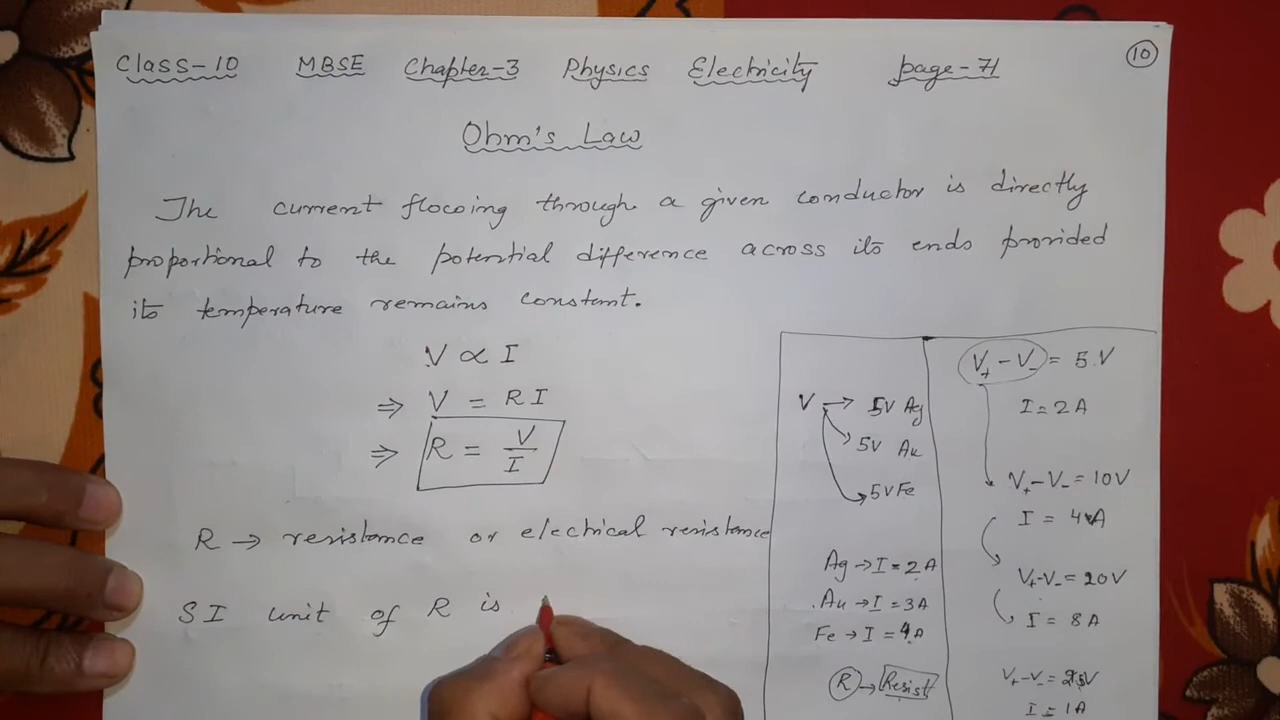 Class-10 MBSE Chapter-3 Physics Electricity page-71
10
Ohm's Law
The current flowing through a given conductor is directly
proportional to the potential difference across its ends provided
its temperature remains constant.
V ∝ I
⇒ V = RI
⇒ R = V/I
R → resistance or electrical resistance
SI unit of R is
V → 5V Ag
5V Au
5V Fe
Ag → I = 2A
Au → I = 3A
Fe → I = 4A
R → Resist
V₊ - V₋ = 5V
I = 2A
V₊ - V₋ = 10V
I = 4A
V₊ - V₋ = 20V
I = 8A
V₊ - V₋ =
I = 1A